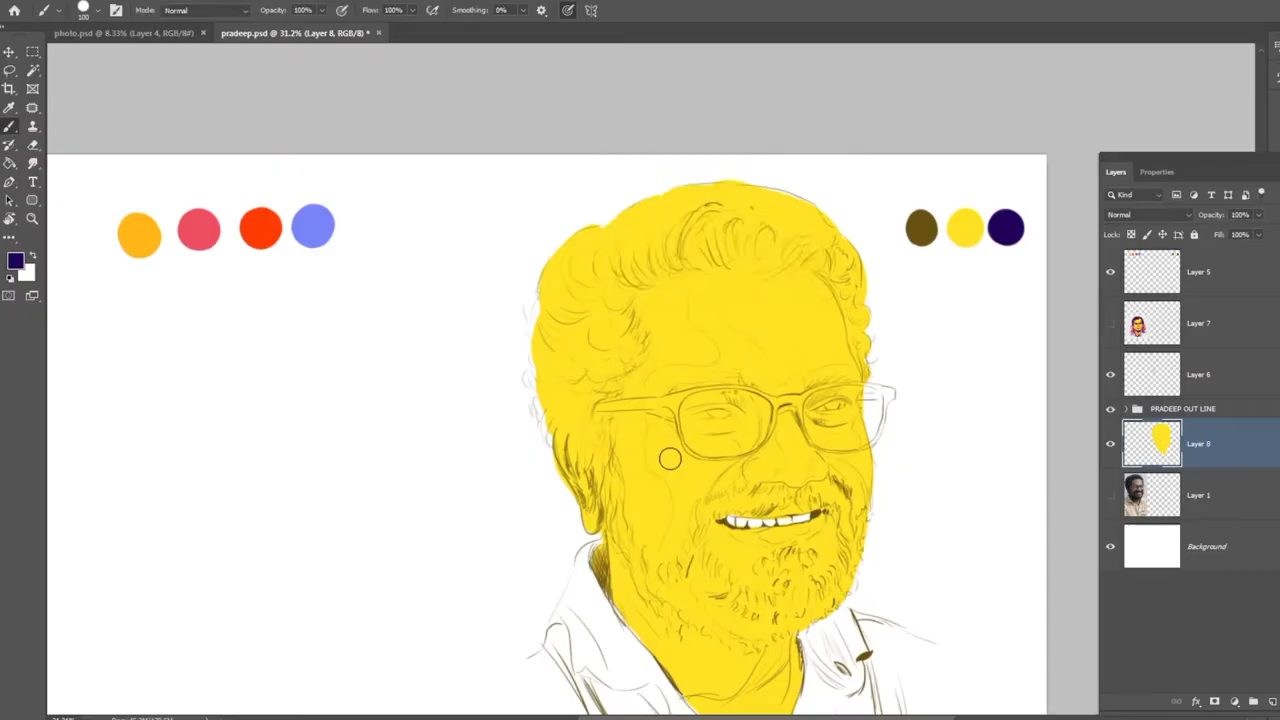 100
Mode: Normal
Opacity: 100%
Flow: 100%
Smoothing: 0%
photo.psd @ 8.33% (Layer 4, RGB/8#) ×
pradeep.psd @ 31.2% (Layer 8, RGB/8) * ×
Layers Properties
Kind
Normal Opacity: 100%
Lock: Fill: 100%
Layer 5
Layer 7
Layer 6
PRADEEP OUT LINE
Layer 8
Layer 1
Background